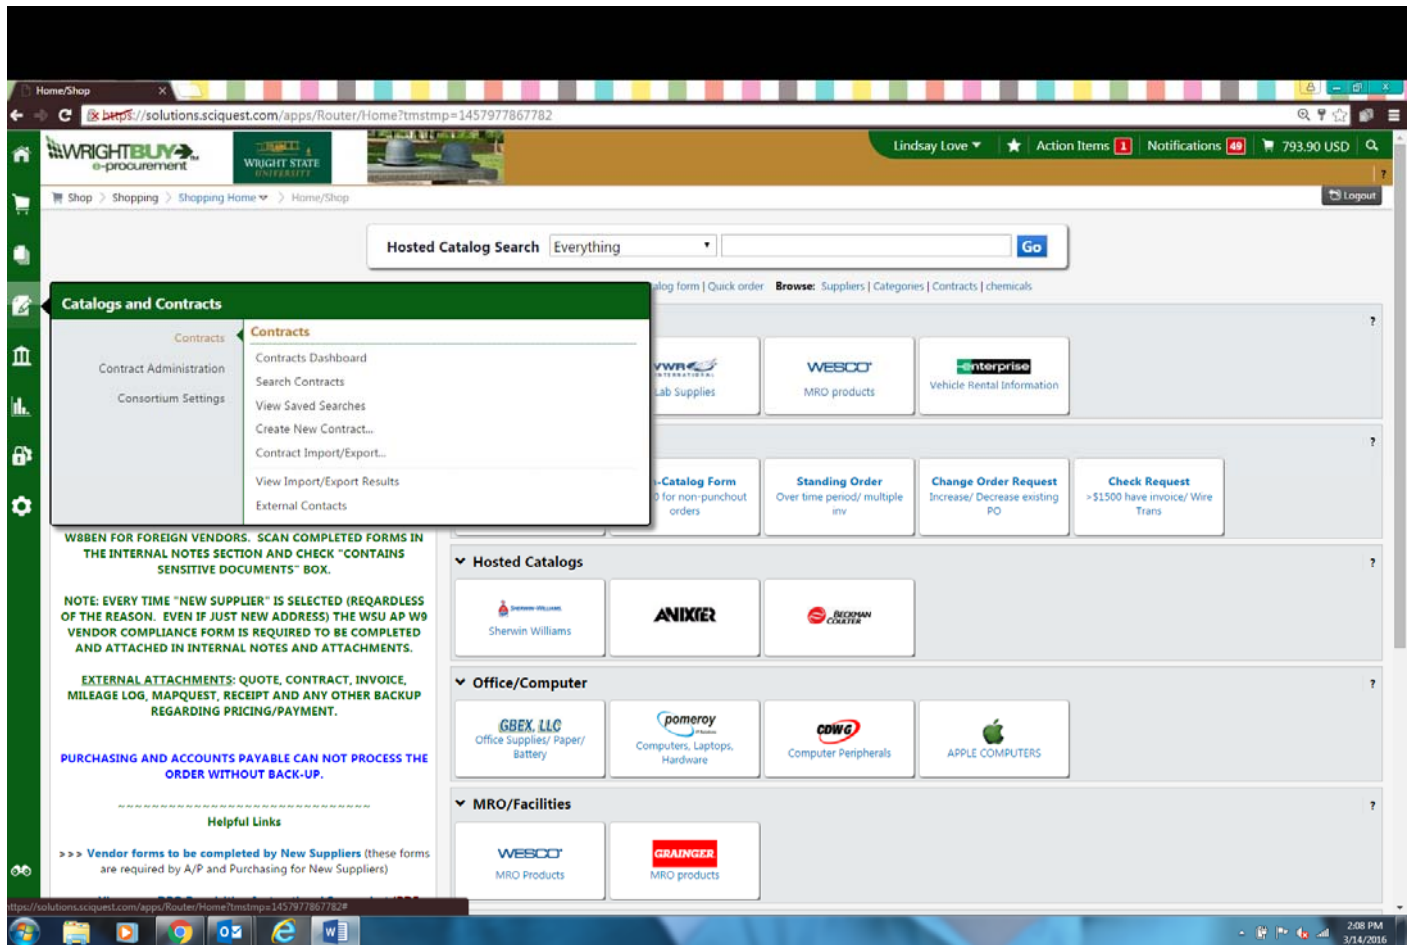 Home/Shop
https://solutions.sciquest.com/apps/Router/Home?tmstmp=1457977867782
WRIGHTBUY
e-procurement
WRIGHT STATE
UNIVERSITY
Lindsay Love
Action Items 1
Notifications 49
793.90 USD
?
Shop > Shopping > Shopping Home > Home/Shop
Logout
Hosted Catalog Search Everything
Go
alog form | Quick order Browse: Suppliers | Categories | Contracts | chemicals
Catalogs and Contracts
Contracts
Contract Administration
Consortium Settings
Contracts
Contracts Dashboard
Search Contracts
View Saved Searches
Create New Contract...
Contract Import/Export...
View Import/Export Results
External Contacts
?
VWR
INTERNATIONAL
Lab Supplies
WESCO
MRO products
enterprise
Vehicle Rental Information
?
-Catalog Form
0 for non-punchout
orders
Standing Order
Over time period/ multiple
inv
Change Order Request
Increase/ Decrease existing
PO
Check Request
>$1500 have invoice/ Wire
Trans
W8BEN FOR FOREIGN VENDORS. SCAN COMPLETED FORMS IN
THE INTERNAL NOTES SECTION AND CHECK "CONTAINS
SENSITIVE DOCUMENTS" BOX.
NOTE: EVERY TIME "NEW SUPPLIER" IS SELECTED (REQARDLESS
OF THE REASON. EVEN IF JUST NEW ADDRESS) THE WSU AP W9
VENDOR COMPLIANCE FORM IS REQUIRED TO BE COMPLETED
AND ATTACHED IN INTERNAL NOTES AND ATTACHMENTS.
EXTERNAL ATTACHMENTS: QUOTE, CONTRACT, INVOICE,
MILEAGE LOG, MAPQUEST, RECEIPT AND ANY OTHER BACKUP
REGARDING PRICING/PAYMENT.
PURCHASING AND ACCOUNTS PAYABLE CAN NOT PROCESS THE
ORDER WITHOUT BACK-UP.
~~~~~~~~~~~~~~~~~~~~~~~~~~~~~~
Helpful Links
>>> Vendor forms to be completed by New Suppliers (these forms
are required by A/P and Purchasing for New Suppliers)
Hosted Catalogs
?
SHERWIN-WILLIAMS
Sherwin Williams
ANIXTER
BECKMAN
COULTER
Office/Computer
?
GBEX, LLC
Office Supplies/ Paper/
Battery
pomeroy
Computers, Laptops,
Hardware
CDWG
Computer Peripherals
APPLE COMPUTERS
MRO/Facilities
?
WESCO
MRO Products
GRAINGER
MRO products
https://solutions.sciquest.com/apps/Router/Home?tmstmp=1457977867782#
2:08 PM
3/14/2016